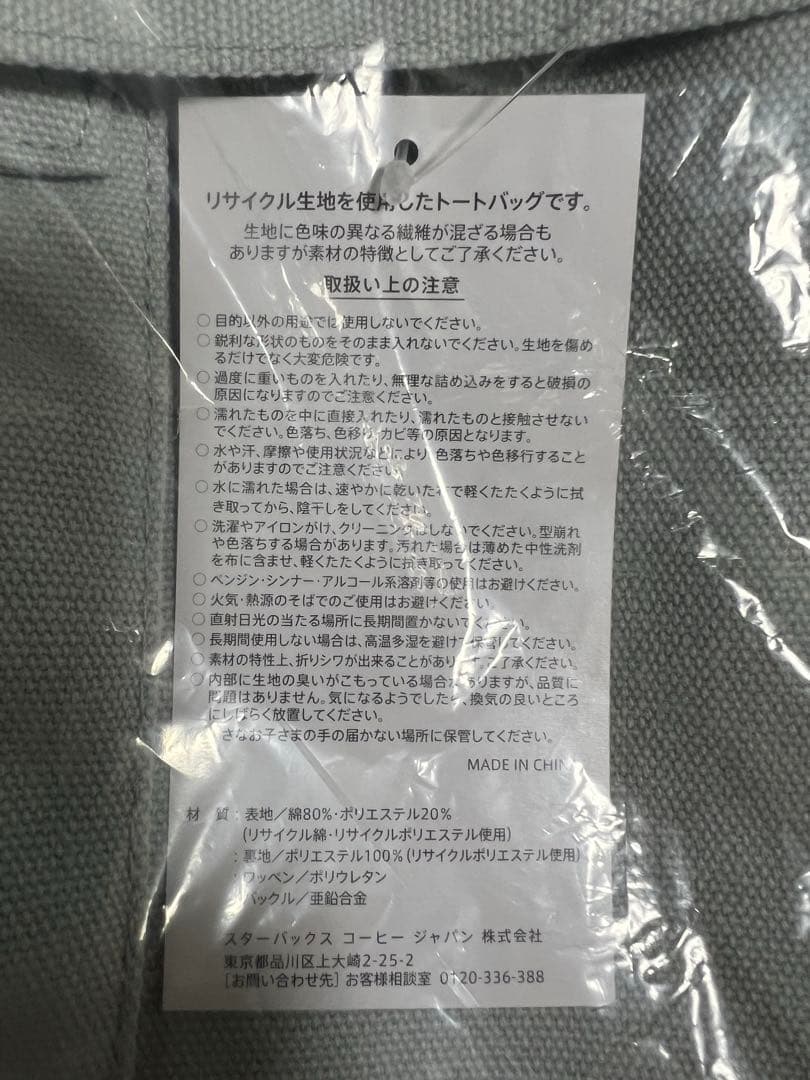 リサイクル生地を使用したトートバッグです。
生地に色味の異なる繊維が混ざる場合も
ありますが素材の特徴としてご了承ください。
取扱い上の注意
○ 目的以外の用途では使用しないでください。
○ 鋭利な形状のものをそのまま入れないでください。生地を傷め
るだけでなく大変危険です。
○ 過度に重いものを入れたり、無理な詰め込みをすると破損の
原因になりますのでご注意ください。
○ 濡れたものを中に直接入れたり、濡れたものと接触させない
でください。色落ち、色移り、カビ等の原因となります。
○ 水や汗、摩擦や使用状況などにより、色落ちや色移行すること
がありますのでご注意ください。
○ 水に濡れた場合は、速やかに乾いた布で軽くたたくように拭
き取ってから、陰干しをしてください。
○ 洗濯やアイロンがけ、クリーニングはしないでください。型崩れ
や色落ちする場合があります。汚れた場合は薄めた中性洗剤
を布に含ませ、軽くたたくように拭き取ってください。
○ ベンジン・シンナー・アルコール系溶剤等の使用はお避けください。
○ 火気・熱源のそばでのご使用はお避けください。
○ 直射日光の当たる場所に長期間置かないでください。
○ 長期間使用しない場合は、高温多湿を避けて保管してください。
○ 素材の特性上、折りシワが出来ることがあります。ご了承ください。
○ 内部に生地の臭いがこもっている場合がありますが、品質に
問題はありません。気になるようでしたら、換気の良いところ
にしばらく放置してください。
さなお子さまの手の届かない場所に保管してください。
MADE IN CHIN
材 質 : 表地/綿80%・ポリエステル20%
(リサイクル綿・リサイクルポリエステル使用)
: 裏地/ポリエステル100%(リサイクルポリエステル使用)
: ワッペン/ポリウレタン
バックル/亜鉛合金
スターバックス コーヒー ジャパン 株式会社
東京都品川区上大崎2-25-2
[お問い合わせ先] お客様相談室 0120-336-388